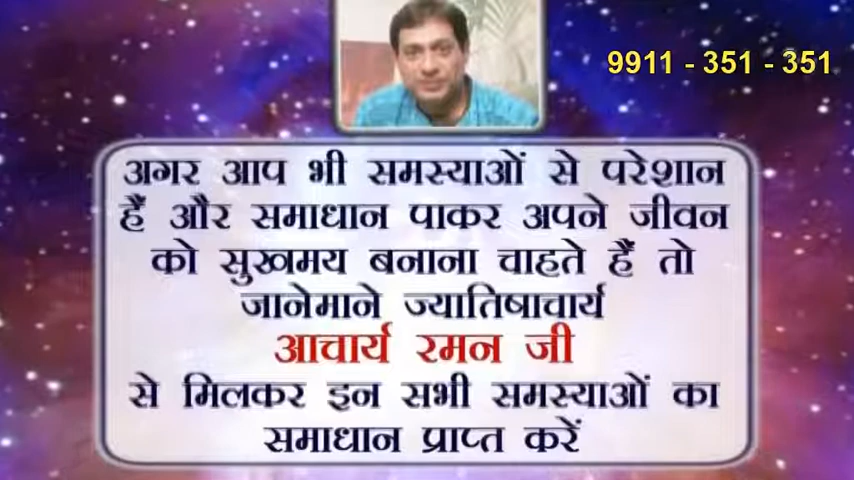 9911 - 351 - 351
अगर आप भी समस्याओं से परेशान
हैं और समाधान पाकर अपने जीवन
को सुखमय बनाना चाहते हैं तो
जानेमाने ज्यातिषाचार्य
आचार्य रमन जी
से मिलकर इन सभी समस्याओं का
समाधान प्राप्त करें